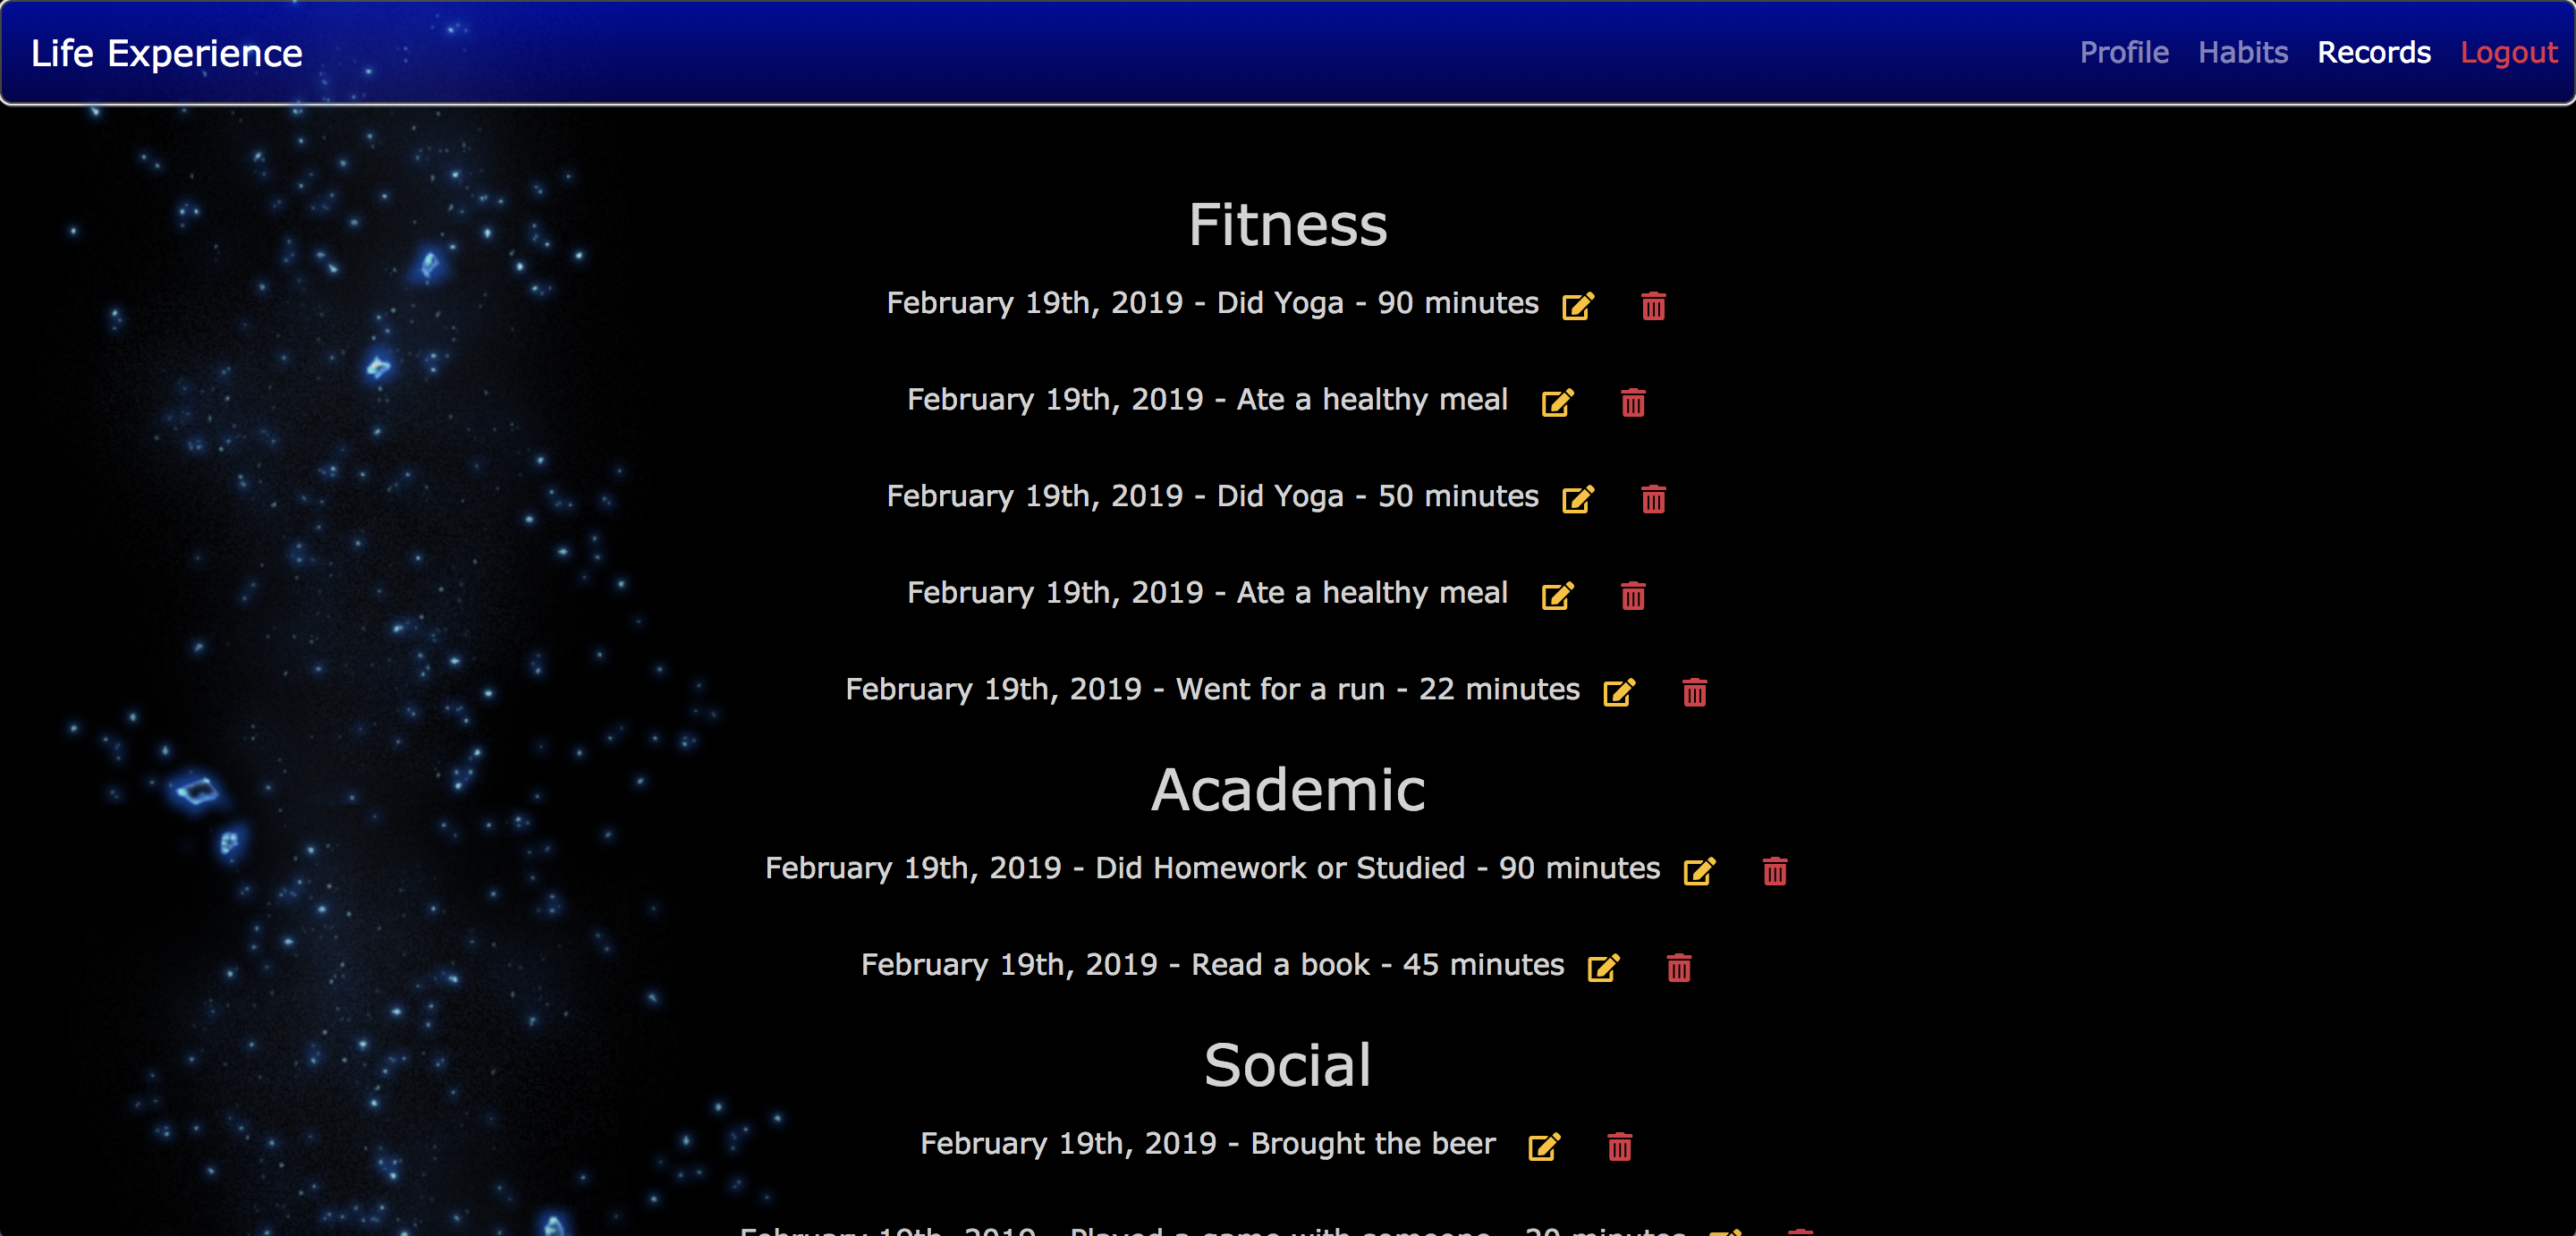 Life Experience
Profile Habits Records Logout
Fitness
February 19th, 2019 - Did Yoga - 90 minutes
February 19th, 2019 - Ate a healthy meal
February 19th, 2019 - Did Yoga - 50 minutes
February 19th, 2019 - Ate a healthy meal
February 19th, 2019 - Went for a run - 22 minutes
Academic
February 19th, 2019 - Did Homework or Studied - 90 minutes
February 19th, 2019 - Read a book - 45 minutes
Social
February 19th, 2019 - Brought the beer
February 19th, 2019 - Played a game with someone - minutes